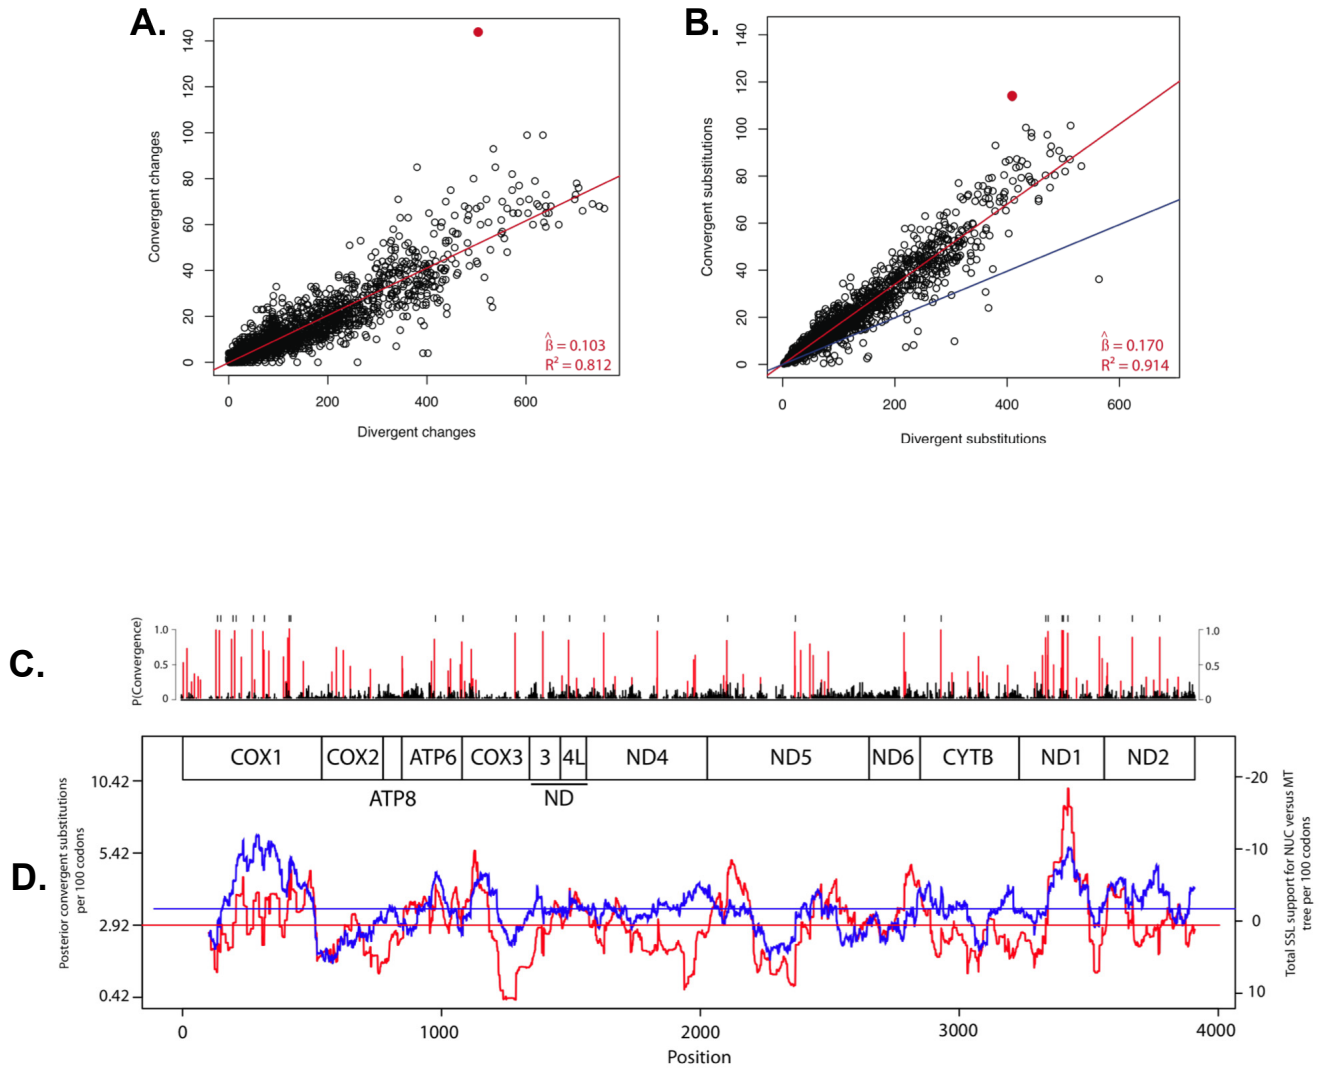 A.
Convergent changes
140
120
100
80
60
40
20
0
0 200 400 600
Divergent changes
^
ß = 0.103
R² = 0.812
B.
Convergent substitutions
140
120
100
80
60
40
20
0
0 200 400 600
Divergent substitutions
^
ß = 0.170
R² = 0.914
C.
P(Convergence)
1.0
0.5
0
1.0
0.5
0
D.
COX1 COX2 ATP6 COX3 3 4L ND4 ND5 ND6 CYTB ND1 ND2
ATP8 ND
Posterior convergent substitutions
per 100 codons
10.42
5.42
2.92
0.42
-20
-10
0
10
Total SSL support for NUC versus MT
tree per 100 codons
0 1000 2000 3000 4000
Position